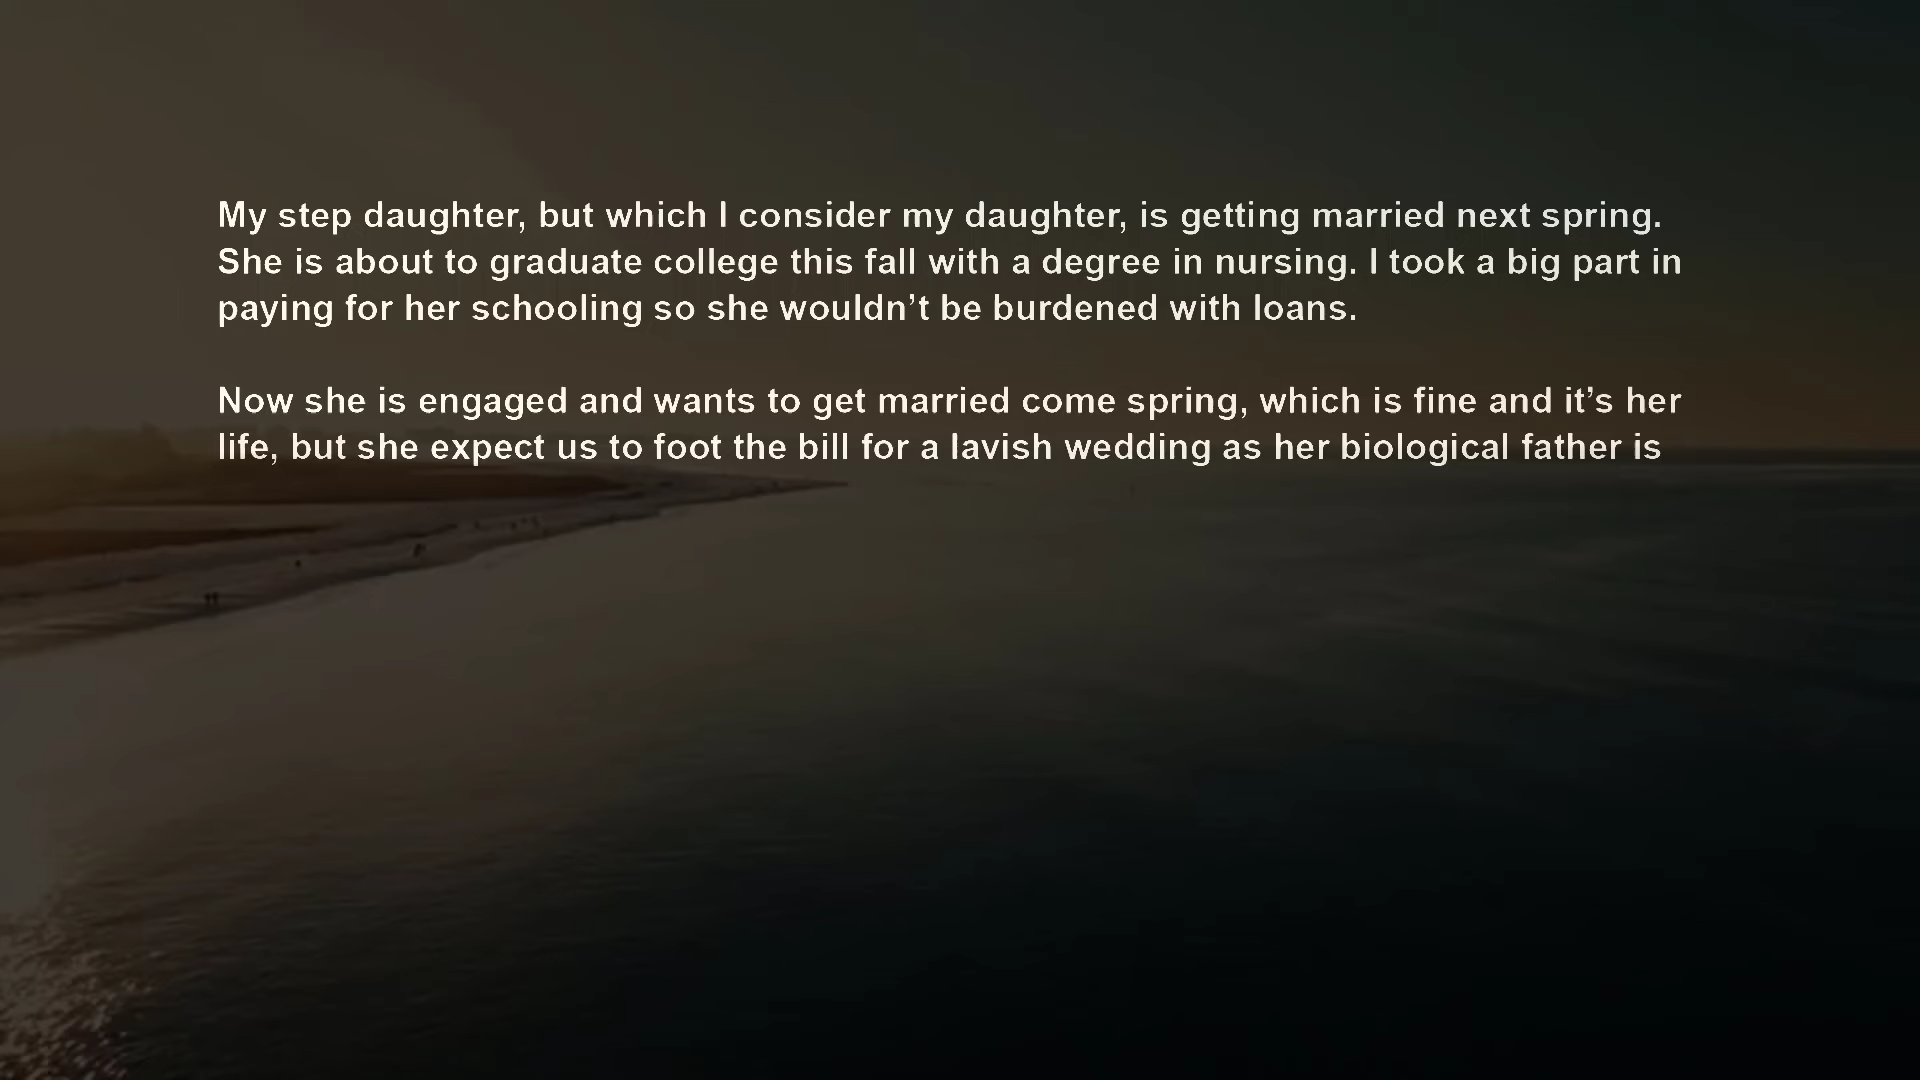 My step daughter, but which I consider my daughter, is getting married next spring.
She is about to graduate college this fall with a degree in nursing. I took a big part in
paying for her schooling so she wouldn’t be burdened with loans.
Now she is engaged and wants to get married come spring, which is fine and it’s her
life, but she expect us to foot the bill for a lavish wedding as her biological father is